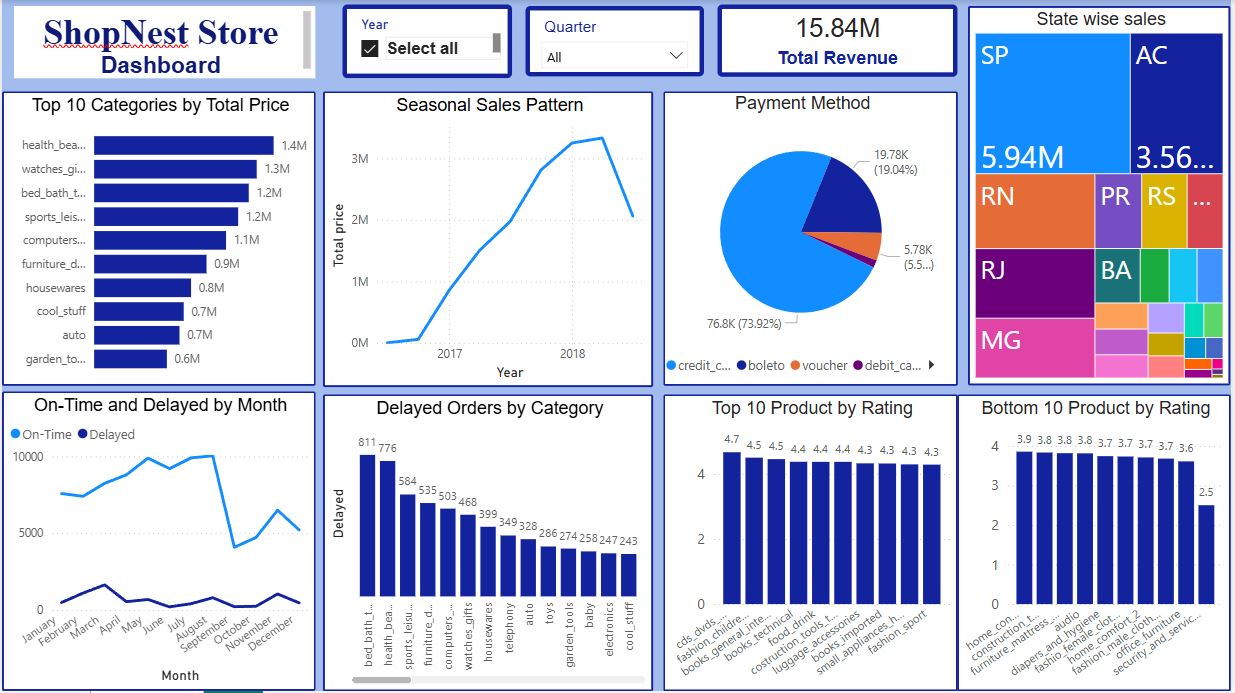 ShopNest Store
Dashboard
Year
Select all
Quarter
All
15.84M
Total Revenue
State wise sales
SP
5.94M
AC
3.56...
RN
PR
RS
...
RJ
BA
MG
Top 10 Categories by Total Price
health_bea... 1.4M
watches_gi... 1.3M
bed_bath_t... 1.2M
sports_leis... 1.2M
computers... 1.1M
furniture_d... 0.9M
housewares 0.8M
cool_stuff 0.7M
auto 0.7M
garden_to... 0.6M
Seasonal Sales Pattern
Total price
3M
2M
1M
0M
2017 2018
Year
Payment Method
19.78K
(19.04%)
5.78K
(5.5...)
76.8K (73.92%)
credit_c... boleto voucher debit_ca...
On-Time and Delayed by Month
On-Time Delayed
10000
5000
0
January February March April May June July August September October November December
Month
Delayed Orders by Category
Delayed
811 776 584 535 503 468 399 349 328 286 274 258 247 243
bed_bath_t... health_bea... sports_leisu... furniture_d... computers_... watches_gifts housewares telephony auto toys garden_tools baby electronics cool_stuff
Top 10 Product by Rating
4.7 4.5 4.5 4.4 4.4 4.4 4.3 4.3 4.3 4.3
4
2
0
cds_dvds_... fashion_childre... books_general_inte... books_technical food_drink costruction_tools_t... luggage_accessories books_imported small_appliances_h... fashion_sport
Bottom 10 Product by Rating
3.9 3.8 3.8 3.8 3.7 3.7 3.7 3.7 3.6 2.5
4
3
2
1
0
home_con... construction_t... furniture_mattress_... audio diapers_and_hygiene fashio_female_clot... home_comfort_2 fashion_male_cloth... office_furniture security_and_servic...